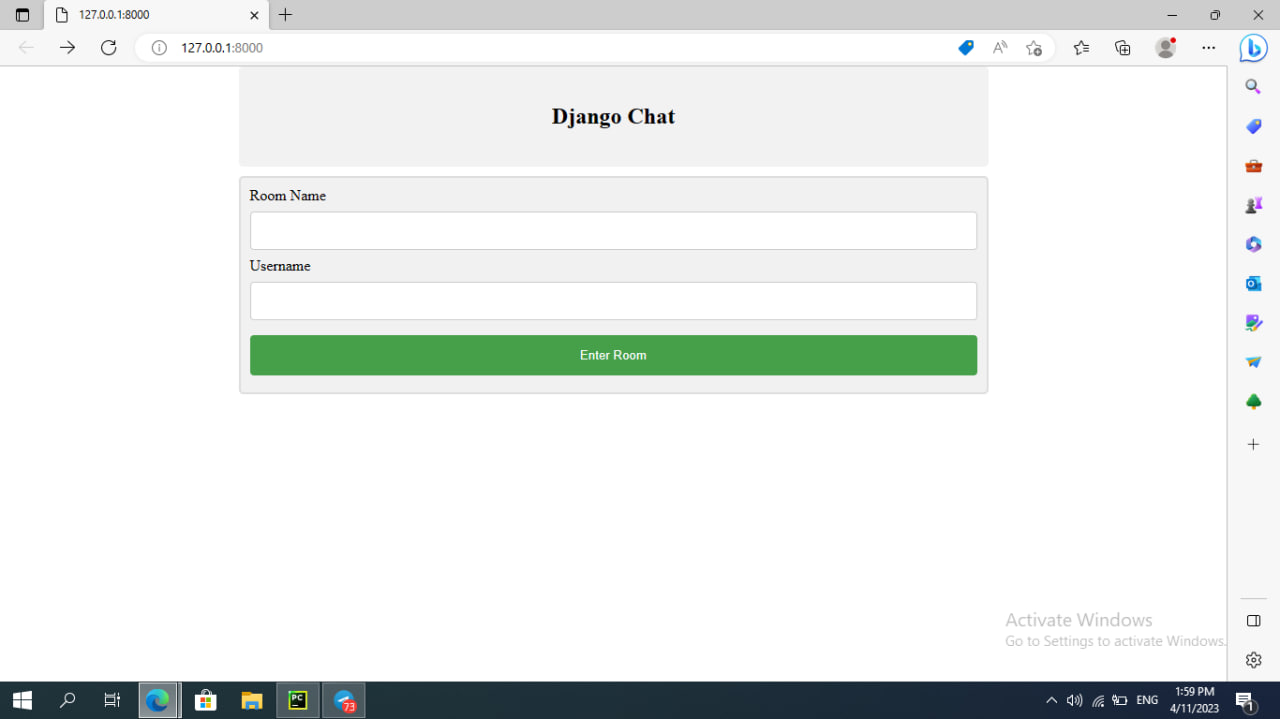 127.0.0.1:8000
127.0.0.1:8000
Django Chat
Room Name
Username
Enter Room
Activate Windows
Go to Settings to activate Windows.
PC
73
ENG
1:59 PM
4/11/2023
1